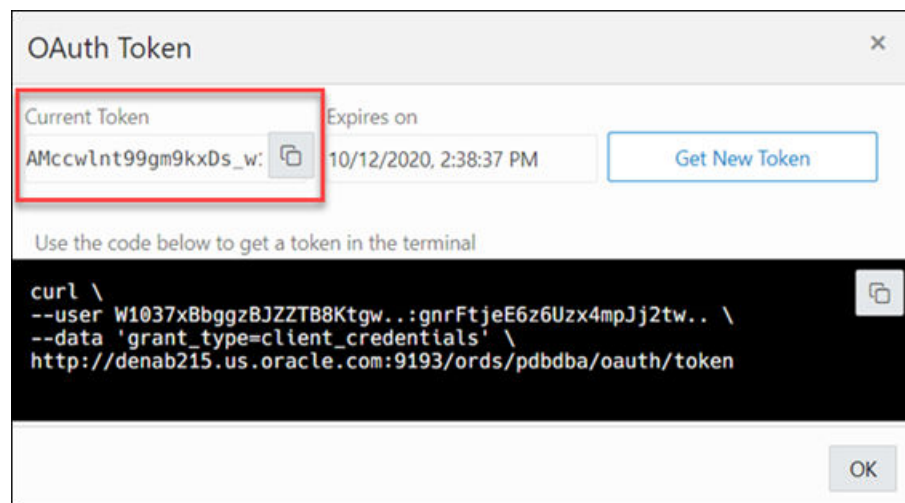 OAuth Token
Current Token
Expires on
AMccwlnt99gm9kxDs_w:
10/12/2020, 2:38:37 PM
Get New Token
Use the code below to get a token in the terminal
curl \
--user W1037xBbggzBJZZTB8Ktgw..:gnrFtjeE6z6Uzx4mpJj2tw.. \
--data 'grant_type=client_credentials' \
http://denab215.us.oracle.com:9193/ords/pdbdba/oauth/token
OK